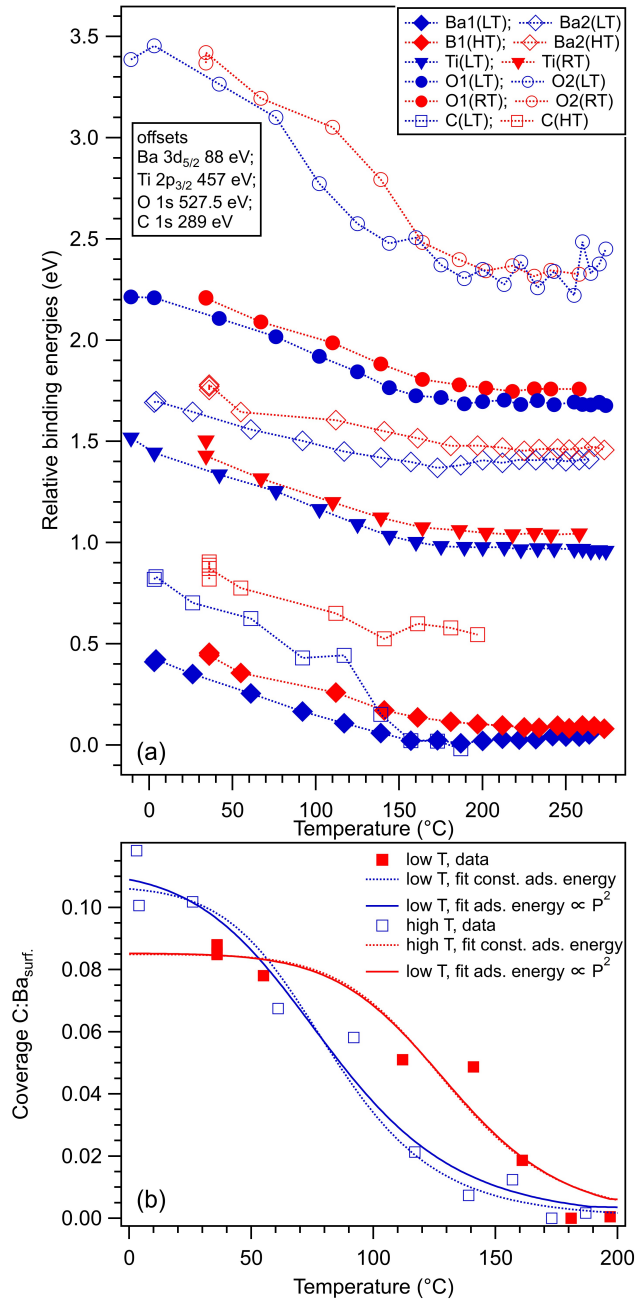 Ba1(LT); Ba2(LT)
B1(HT); Ba2(HT)
Ti(LT); Ti(RT)
O1(LT); O2(LT)
O1(RT) O2(RT)
C(LT); C(HT)
offsets
Ba 3d5/2 88 eV;
Ti 2p3/2 457 eV;
O 1s 527.5 eV;
C 1s 289 eV
Relative binding energies (eV)
3.5
3.0
2.5
2.0
1.5
1.0
0.5
0.0
(a)
0 50 100 150 200 250
Temperature (°C)
low T, data
low T, fit const. ads. energy
low T, fit ads. energy ∝ P²
high T, data
high T, fit const. ads. energy
low T, fit ads. energy ∝ P²
Coverage C:Basurf.
0.10
0.08
0.06
0.04
0.02
0.00
(b)
0 50 100 150 200
Temperature (°C)